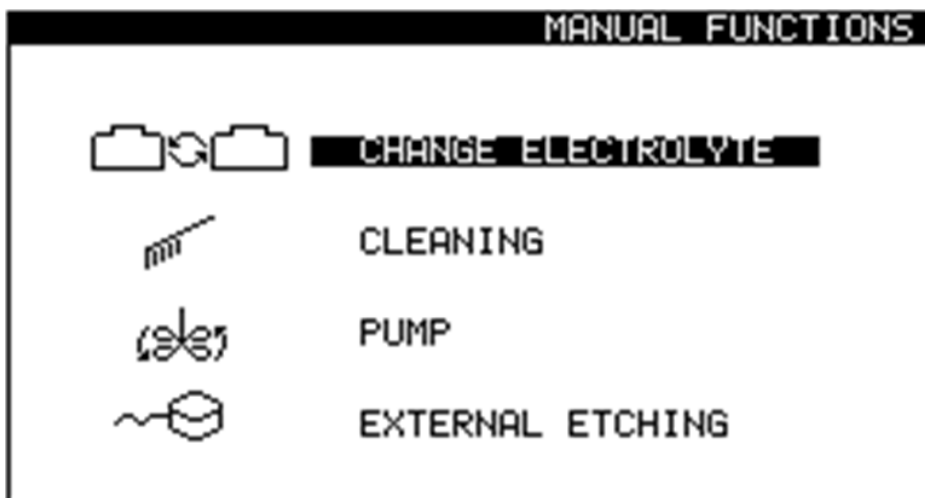 MANUAL FUNCTIONS
CHANGE ELECTROLYTE
CLEANING
PUMP
EXTERNAL ETCHING